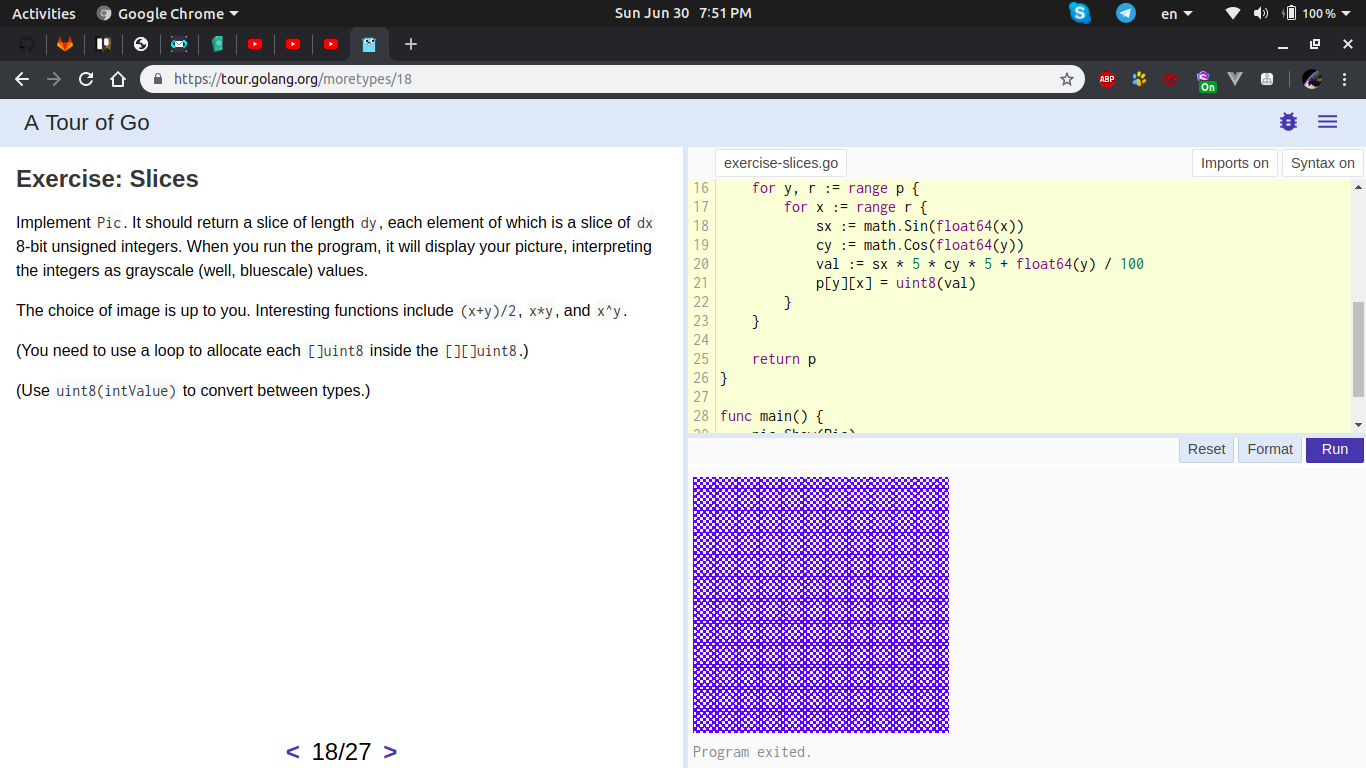 Activities Google Chrome Sun Jun 30 7:51 PM en 100 %
https://tour.golang.org/moretypes/18 ABP On
A Tour of Go
Exercise: Slices
Implement Pic. It should return a slice of length dy, each element of which is a slice of dx
8-bit unsigned integers. When you run the program, it will display your picture, interpreting
the integers as grayscale (well, bluescale) values.
The choice of image is up to you. Interesting functions include (x+y)/2, x*y, and x^y.
(You need to use a loop to allocate each []uint8 inside the [][]uint8.)
(Use uint8(intValue) to convert between types.)
< 18/27 >
exercise-slices.go Imports on Syntax on
16 for y, r := range p {
17 for x := range r {
18 sx := math.Sin(float64(x))
19 cy := math.Cos(float64(y))
20 val := sx * 5 * cy * 5 + float64(y) / 100
21 p[y][x] = uint8(val)
22 }
23 }
24
25 return p
26 }
27
28 func main() {
29 pic.Show(Pic)
Reset Format Run
Program exited.